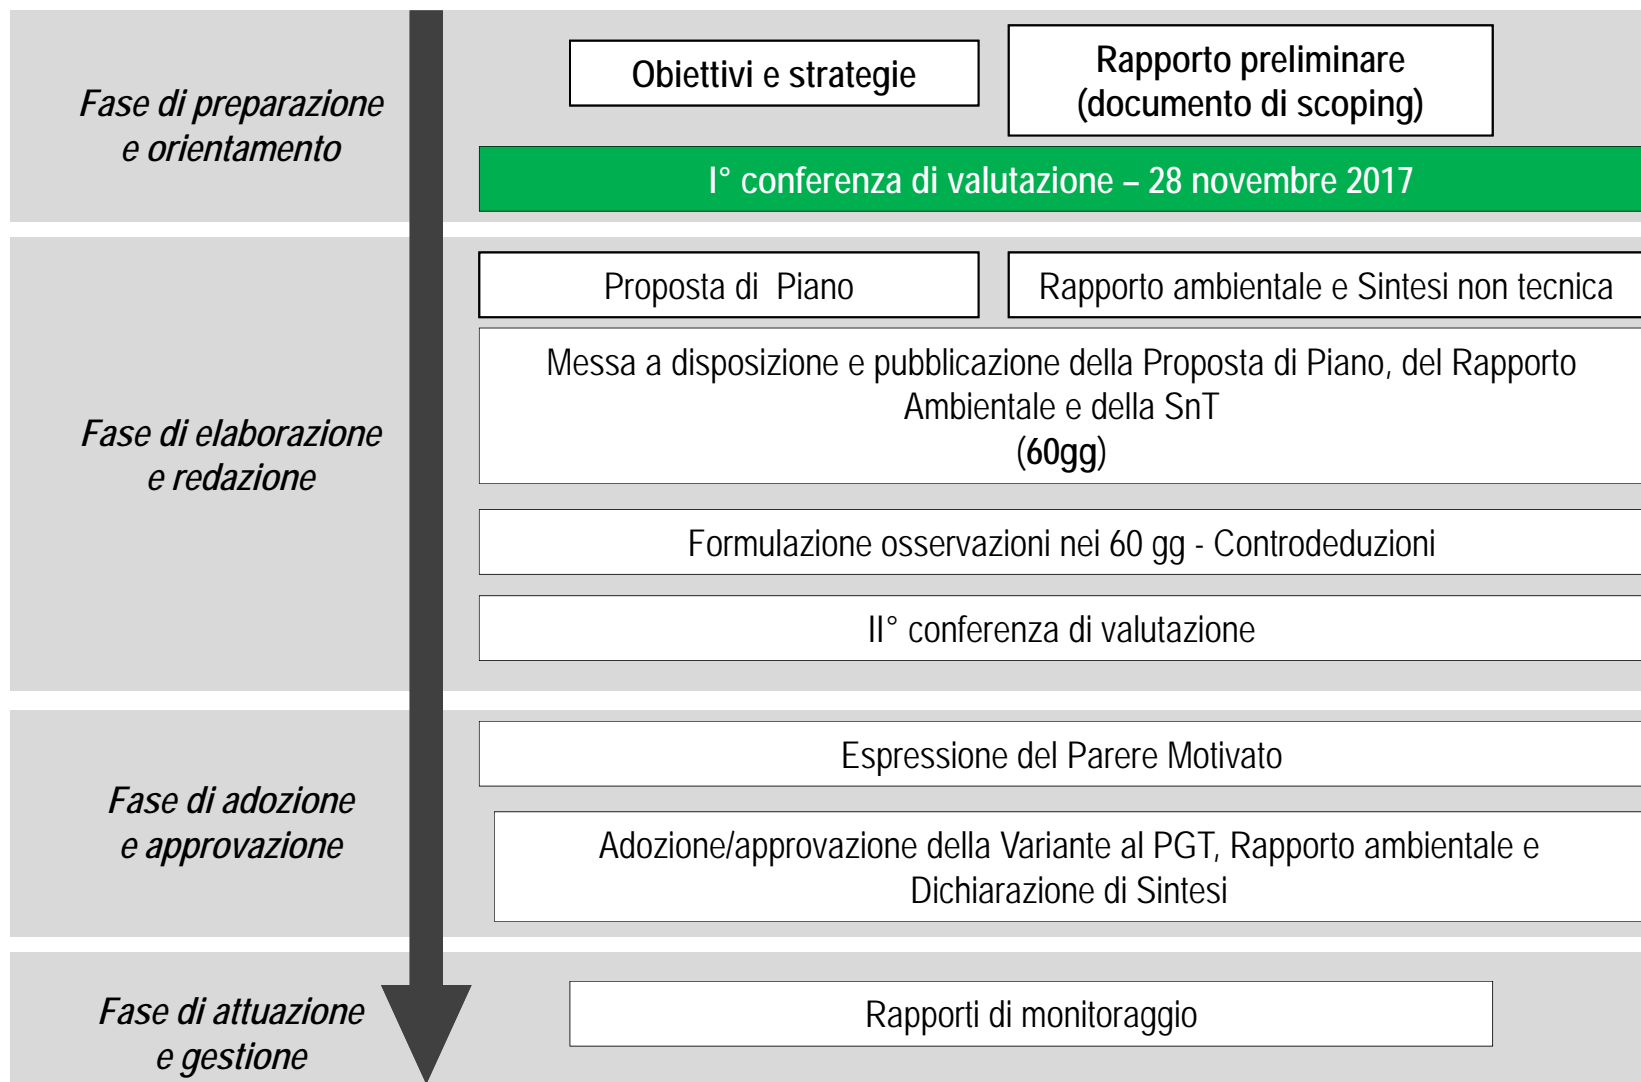 Fase di preparazione
e orientamento
Obiettivi e strategie
Rapporto preliminare
(documento di scoping)
I° conferenza di valutazione – 28 novembre 2017
Fase di elaborazione
e redazione
Proposta di Piano
Rapporto ambientale e Sintesi non tecnica
Messa a disposizione e pubblicazione della Proposta di Piano, del Rapporto
Ambientale e della SnT
(60gg)
Formulazione osservazioni nei 60 gg - Controdeduzioni
II° conferenza di valutazione
Fase di adozione
e approvazione
Espressione del Parere Motivato
Adozione/approvazione della Variante al PGT, Rapporto ambientale e
Dichiarazione di Sintesi
Fase di attuazione
e gestione
Rapporti di monitoraggio